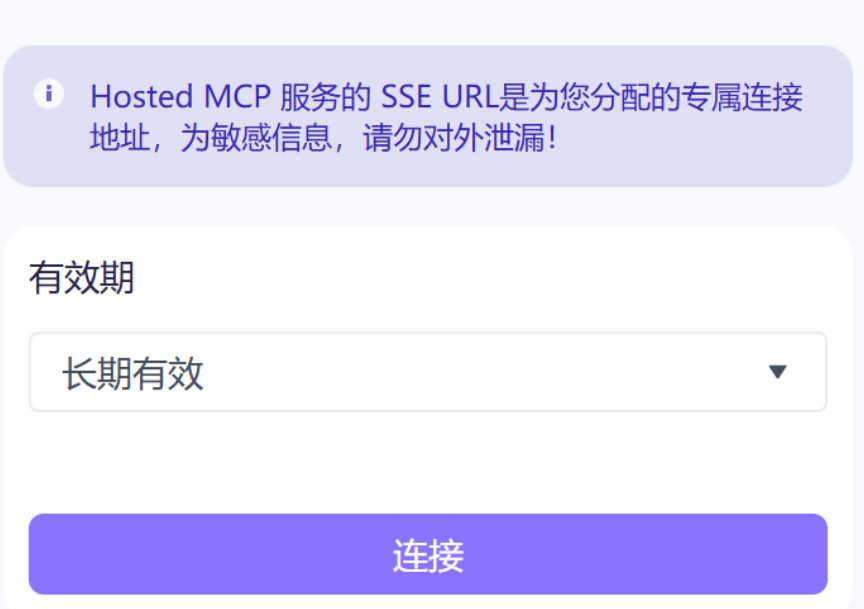 Hosted MCP 服务的 SSE URL是为您分配的专属连接
地址，为敏感信息，请勿对外泄漏！
有效期
长期有效
连接